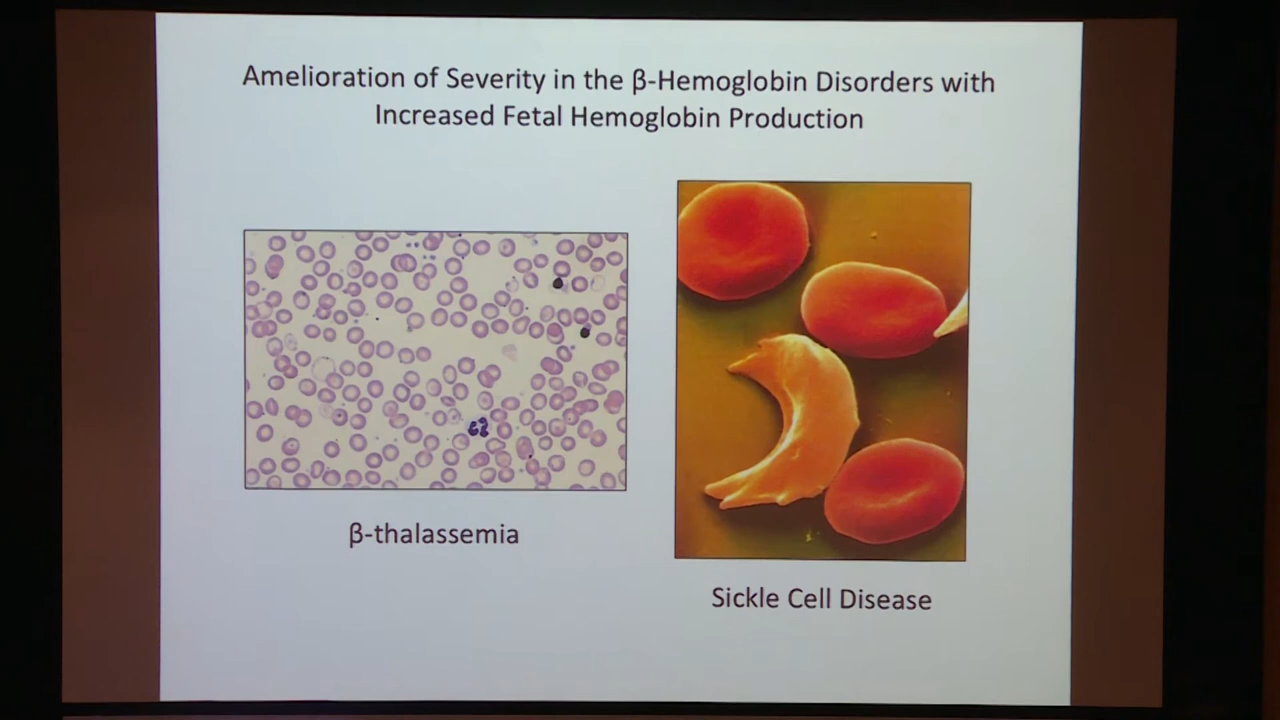 Amelioration of Severity in the β-Hemoglobin Disorders with
Increased Fetal Hemoglobin Production
β-thalassemia
Sickle Cell Disease